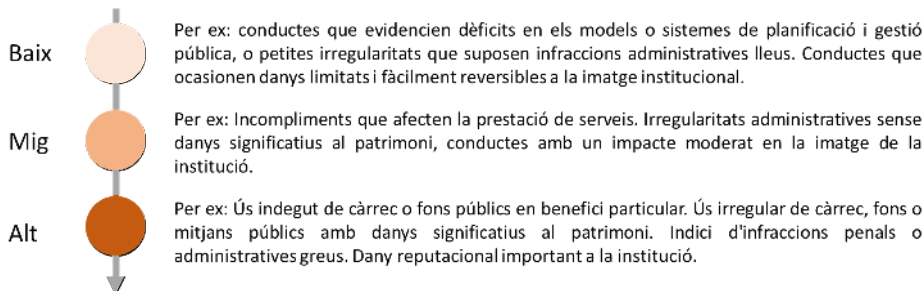 Baix
Per ex: conductes que evidencien dèficits en els models o sistemes de planificació i gestió
pública, o petites irregularitats que suposen infraccions administratives lleus. Conductes que
ocasionen danys limitats i fàcilment reversibles a la imatge institucional.
Mig
Per ex: Incompliments que afecten la prestació de serveis. Irregularitats administratives sense
danys significatius al patrimoni, conductes amb un impacte moderat en la imatge de la
institució.
Alt
Per ex: Ús indegut de càrrec o fons públics en benefici particular. Ús irregular de càrrec, fons o
mitjans públics amb danys significatius al patrimoni. Indici d'infraccions penals o
administratives greus. Dany reputacional important a la institució.